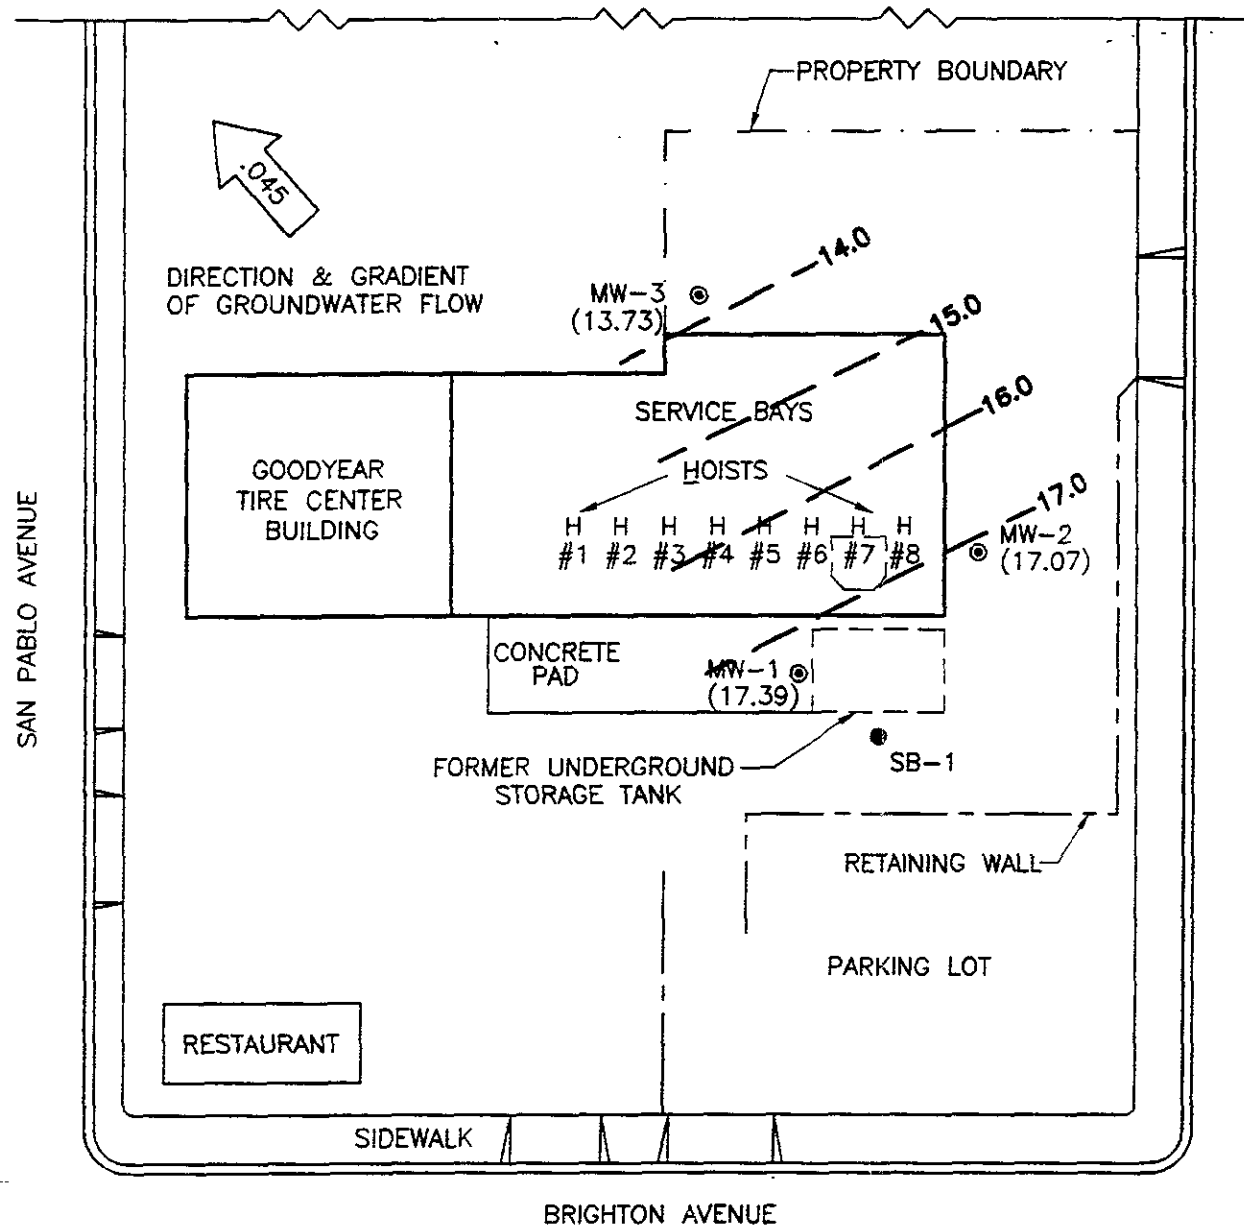 PROPERTY BOUNDARY
.045
DIRECTION & GRADIENT
OF GROUNDWATER FLOW
14.0
MW-3
(13.73)
15.0
16.0
17.0
SERVICE BAYS
HOISTS
GOODYEAR
TIRE CENTER
BUILDING
H H H H H H H H
#1 #2 #3 #4 #5 #6 #7 #8
MW-2
(17.07)
CONCRETE
PAD
MW-1
(17.39)
SAN PABLO AVENUE
FORMER UNDERGROUND
STORAGE TANK
SB-1
RETAINING WALL
PARKING LOT
RESTAURANT
SIDEWALK
BRIGHTON AVENUE